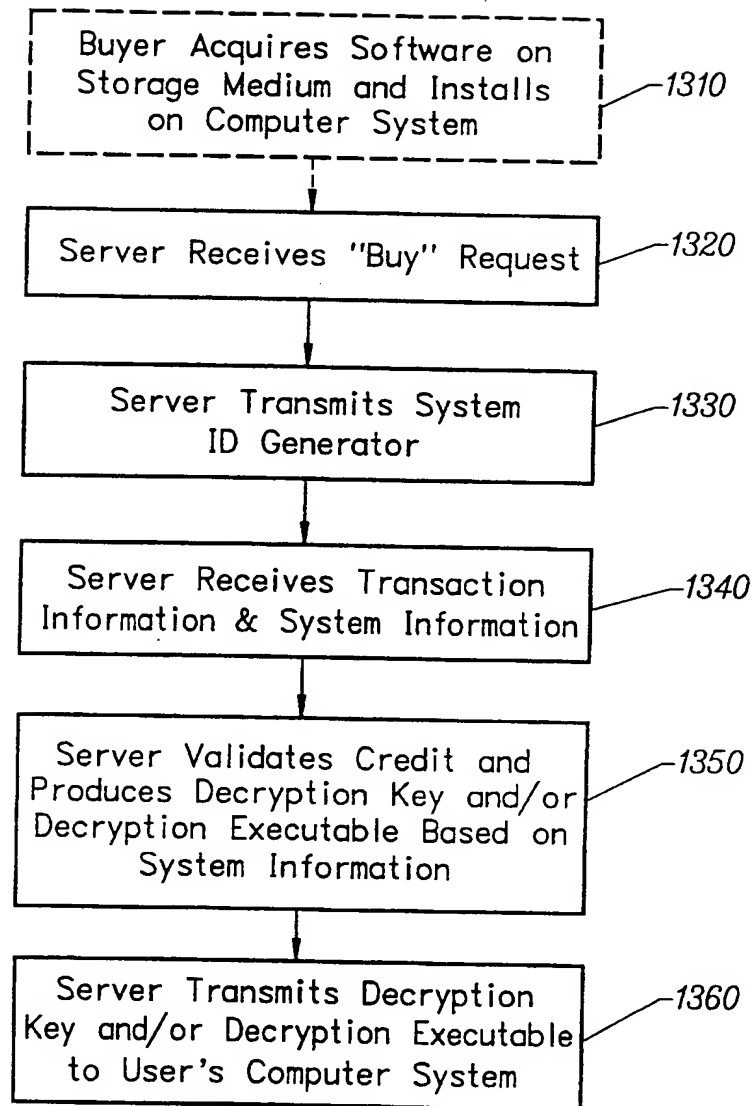 Buyer Acquires Software on
Storage Medium and Installs
on Computer System
1310
Server Receives "Buy" Request
1320
Server Transmits System
ID Generator
1330
Server Receives Transaction
Information & System Information
1340
Server Validates Credit and
Produces Decryption Key and/or
Decryption Executable Based on
System Information
1350
Server Transmits Decryption
Key and/or Decryption Executable
to User's Computer System
1360